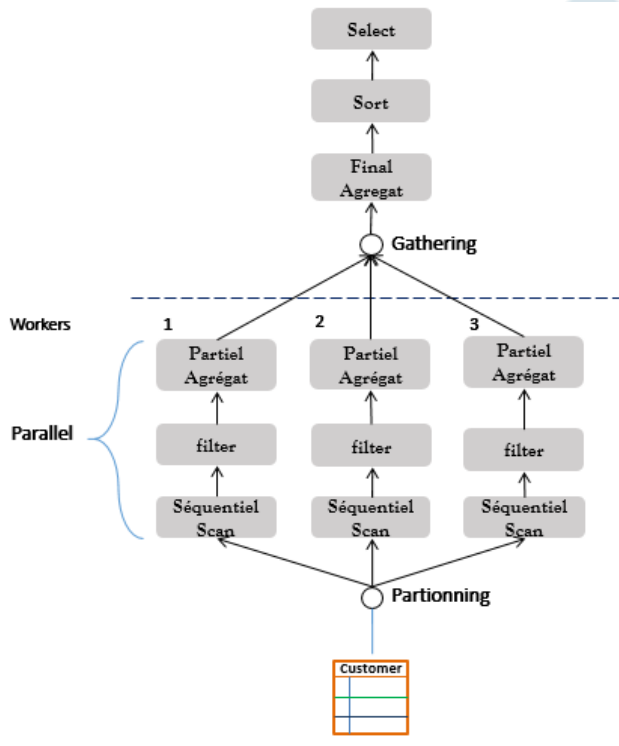 Select
Sort
Final
Agregat
Gathering
Workers
1
2
3
Partiel
Agrégat
Partiel
Agrégat
Partiel
Agrégat
Parallel
filter
filter
filter
Séquentiel
Scan
Séquentiel
Scan
Séquentiel
Scan
Partionning
Customer